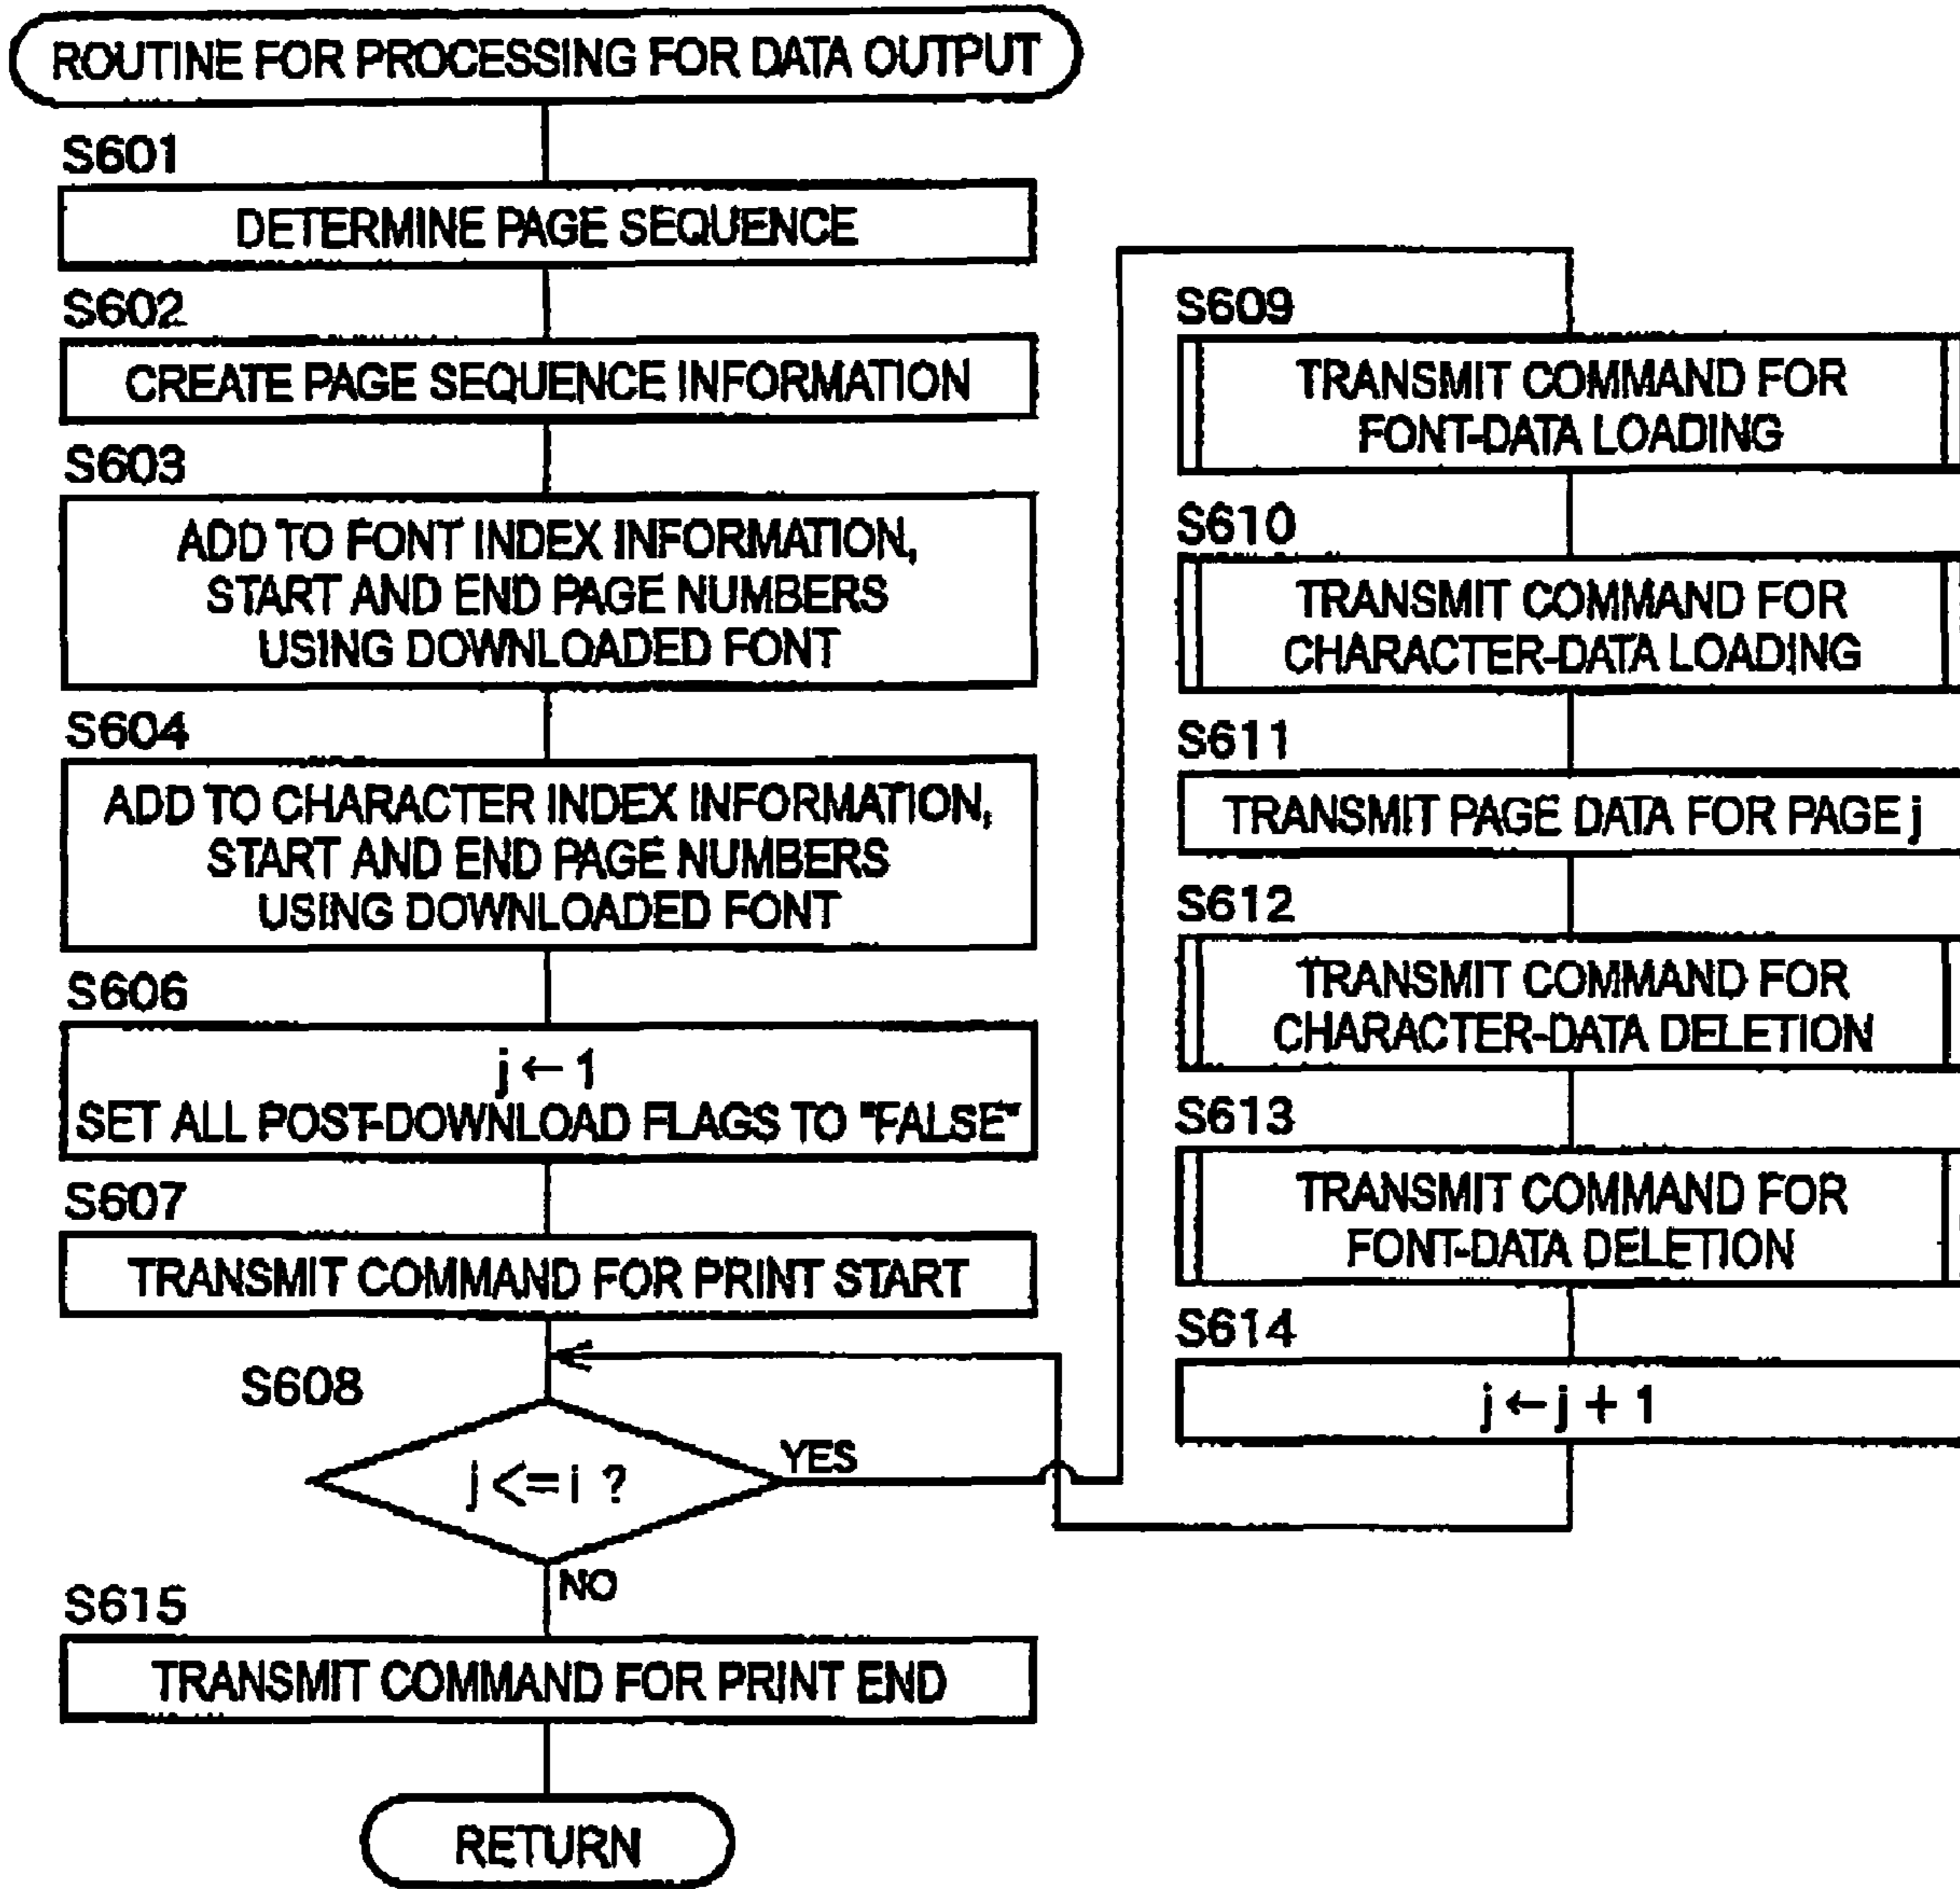 ROUTINE FOR PROCESSING FOR DATA OUTPUT
S601
DETERMINE PAGE SEQUENCE
S602
CREATE PAGE SEQUENCE INFORMATION
S603
ADD TO FONT INDEX INFORMATION,
START AND END PAGE NUMBERS
USING DOWNLOADED FONT
S604
ADD TO CHARACTER INDEX INFORMATION,
START AND END PAGE NUMBERS
USING DOWNLOADED FONT
S606
j ← 1
SET ALL POST-DOWNLOAD FLAGS TO "FALSE"
S607
TRANSMIT COMMAND FOR PRINT START
S608
j <= i ?
YES
NO
S615
TRANSMIT COMMAND FOR PRINT END
RETURN
S609
TRANSMIT COMMAND FOR
FONT-DATA LOADING
S610
TRANSMIT COMMAND FOR
CHARACTER-DATA LOADING
S611
TRANSMIT PAGE DATA FOR PAGE j
S612
TRANSMIT COMMAND FOR
CHARACTER-DATA DELETION
S613
TRANSMIT COMMAND FOR
FONT-DATA DELETION
S614
j ← j + 1